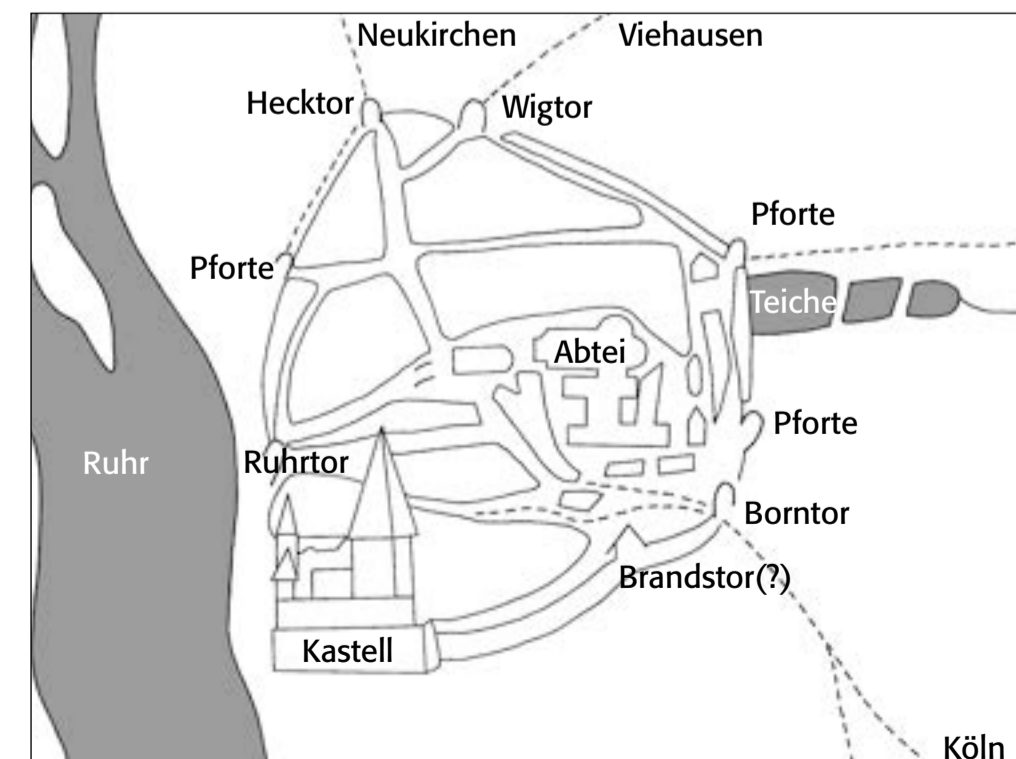 Neukirchen
Viehausen
Hecktor
Wigtor
Pforte
Pforte
Teiche
Abtei
Pforte
Ruhr
Ruhrtor
Borntor
Brandstor(?)
Kastell
Köln